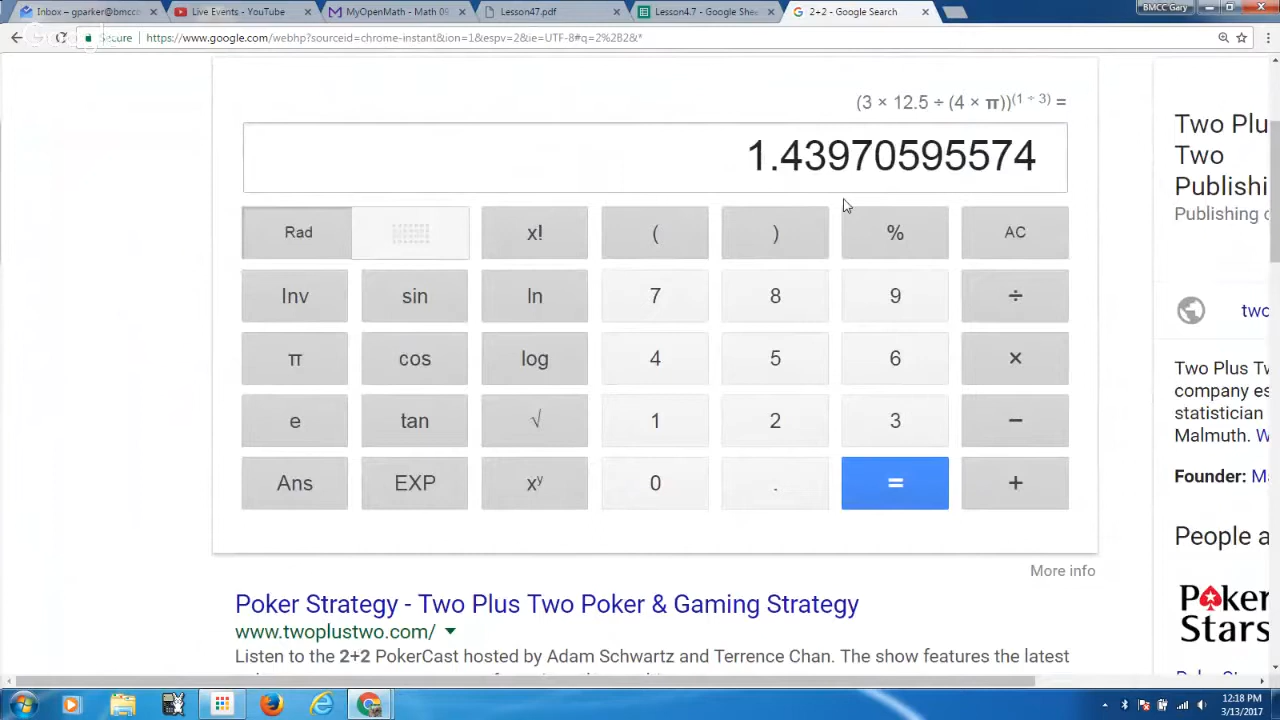 Inbox – gparker@bmcc
Live Events - YouTube
MyOpenMath - Math 09
Lesson47.pdf
Lesson4.7 - Google She
2+2 - Google Search
BMCC Gary
Secure
https://www.google.com/webhp?sourceid=chrome-instant&ion=1&espv=2&ie=UTF-8#q=2%2B2&*
(3 × 12.5 ÷ (4 × π))(1 ÷ 3) =
1.43970595574
Rad
x!
(
)
%
AC
Inv
sin
ln
7
8
9
÷
π
cos
log
4
5
6
×
e
tan
√
1
2
3
−
Ans
EXP
xy
0
.
=
+
More info
Poker Strategy - Two Plus Two Poker & Gaming Strategy
www.twoplustwo.com/
Listen to the 2+2 PokerCast hosted by Adam Schwartz and Terrence Chan. The show features the latest
Two Plu
Two
Publishi
Publishing c
two
Two Plus Tw
company es
statistician
Malmuth. W
Founder: Ma
People a
Poker
Stars
12:18 PM
3/13/2017